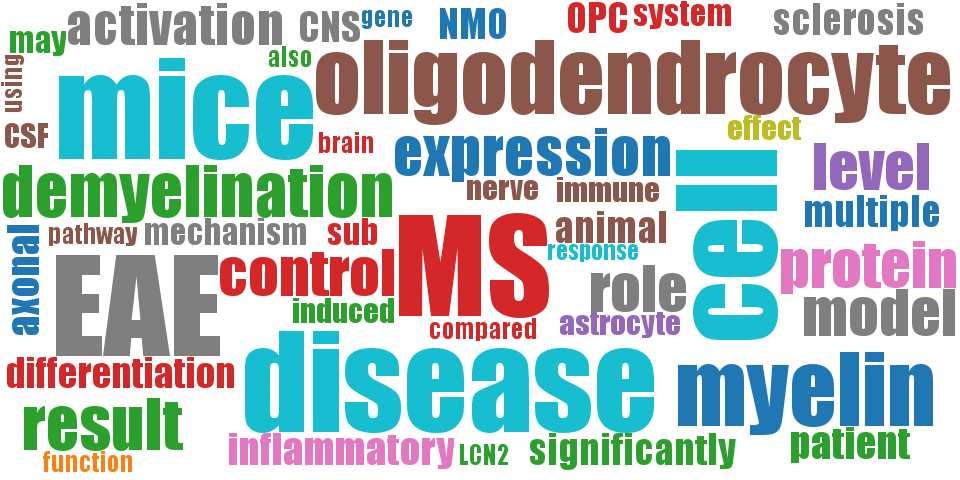 may
activation
CNS
gene
NMO
OPC
system
sclerosis
using
also
mice
oligodendrocyte
CSF
brain
expression
effect
cell
level
demyelination
nerve
immune
multiple
pathway
mechanism
sub
MS
animal
response
axonal
EAE
control
role
protein
model
induced
compared
astrocyte
differentiation
disease
myelin
result
function
inflammatory
LCN2
significantly
patient